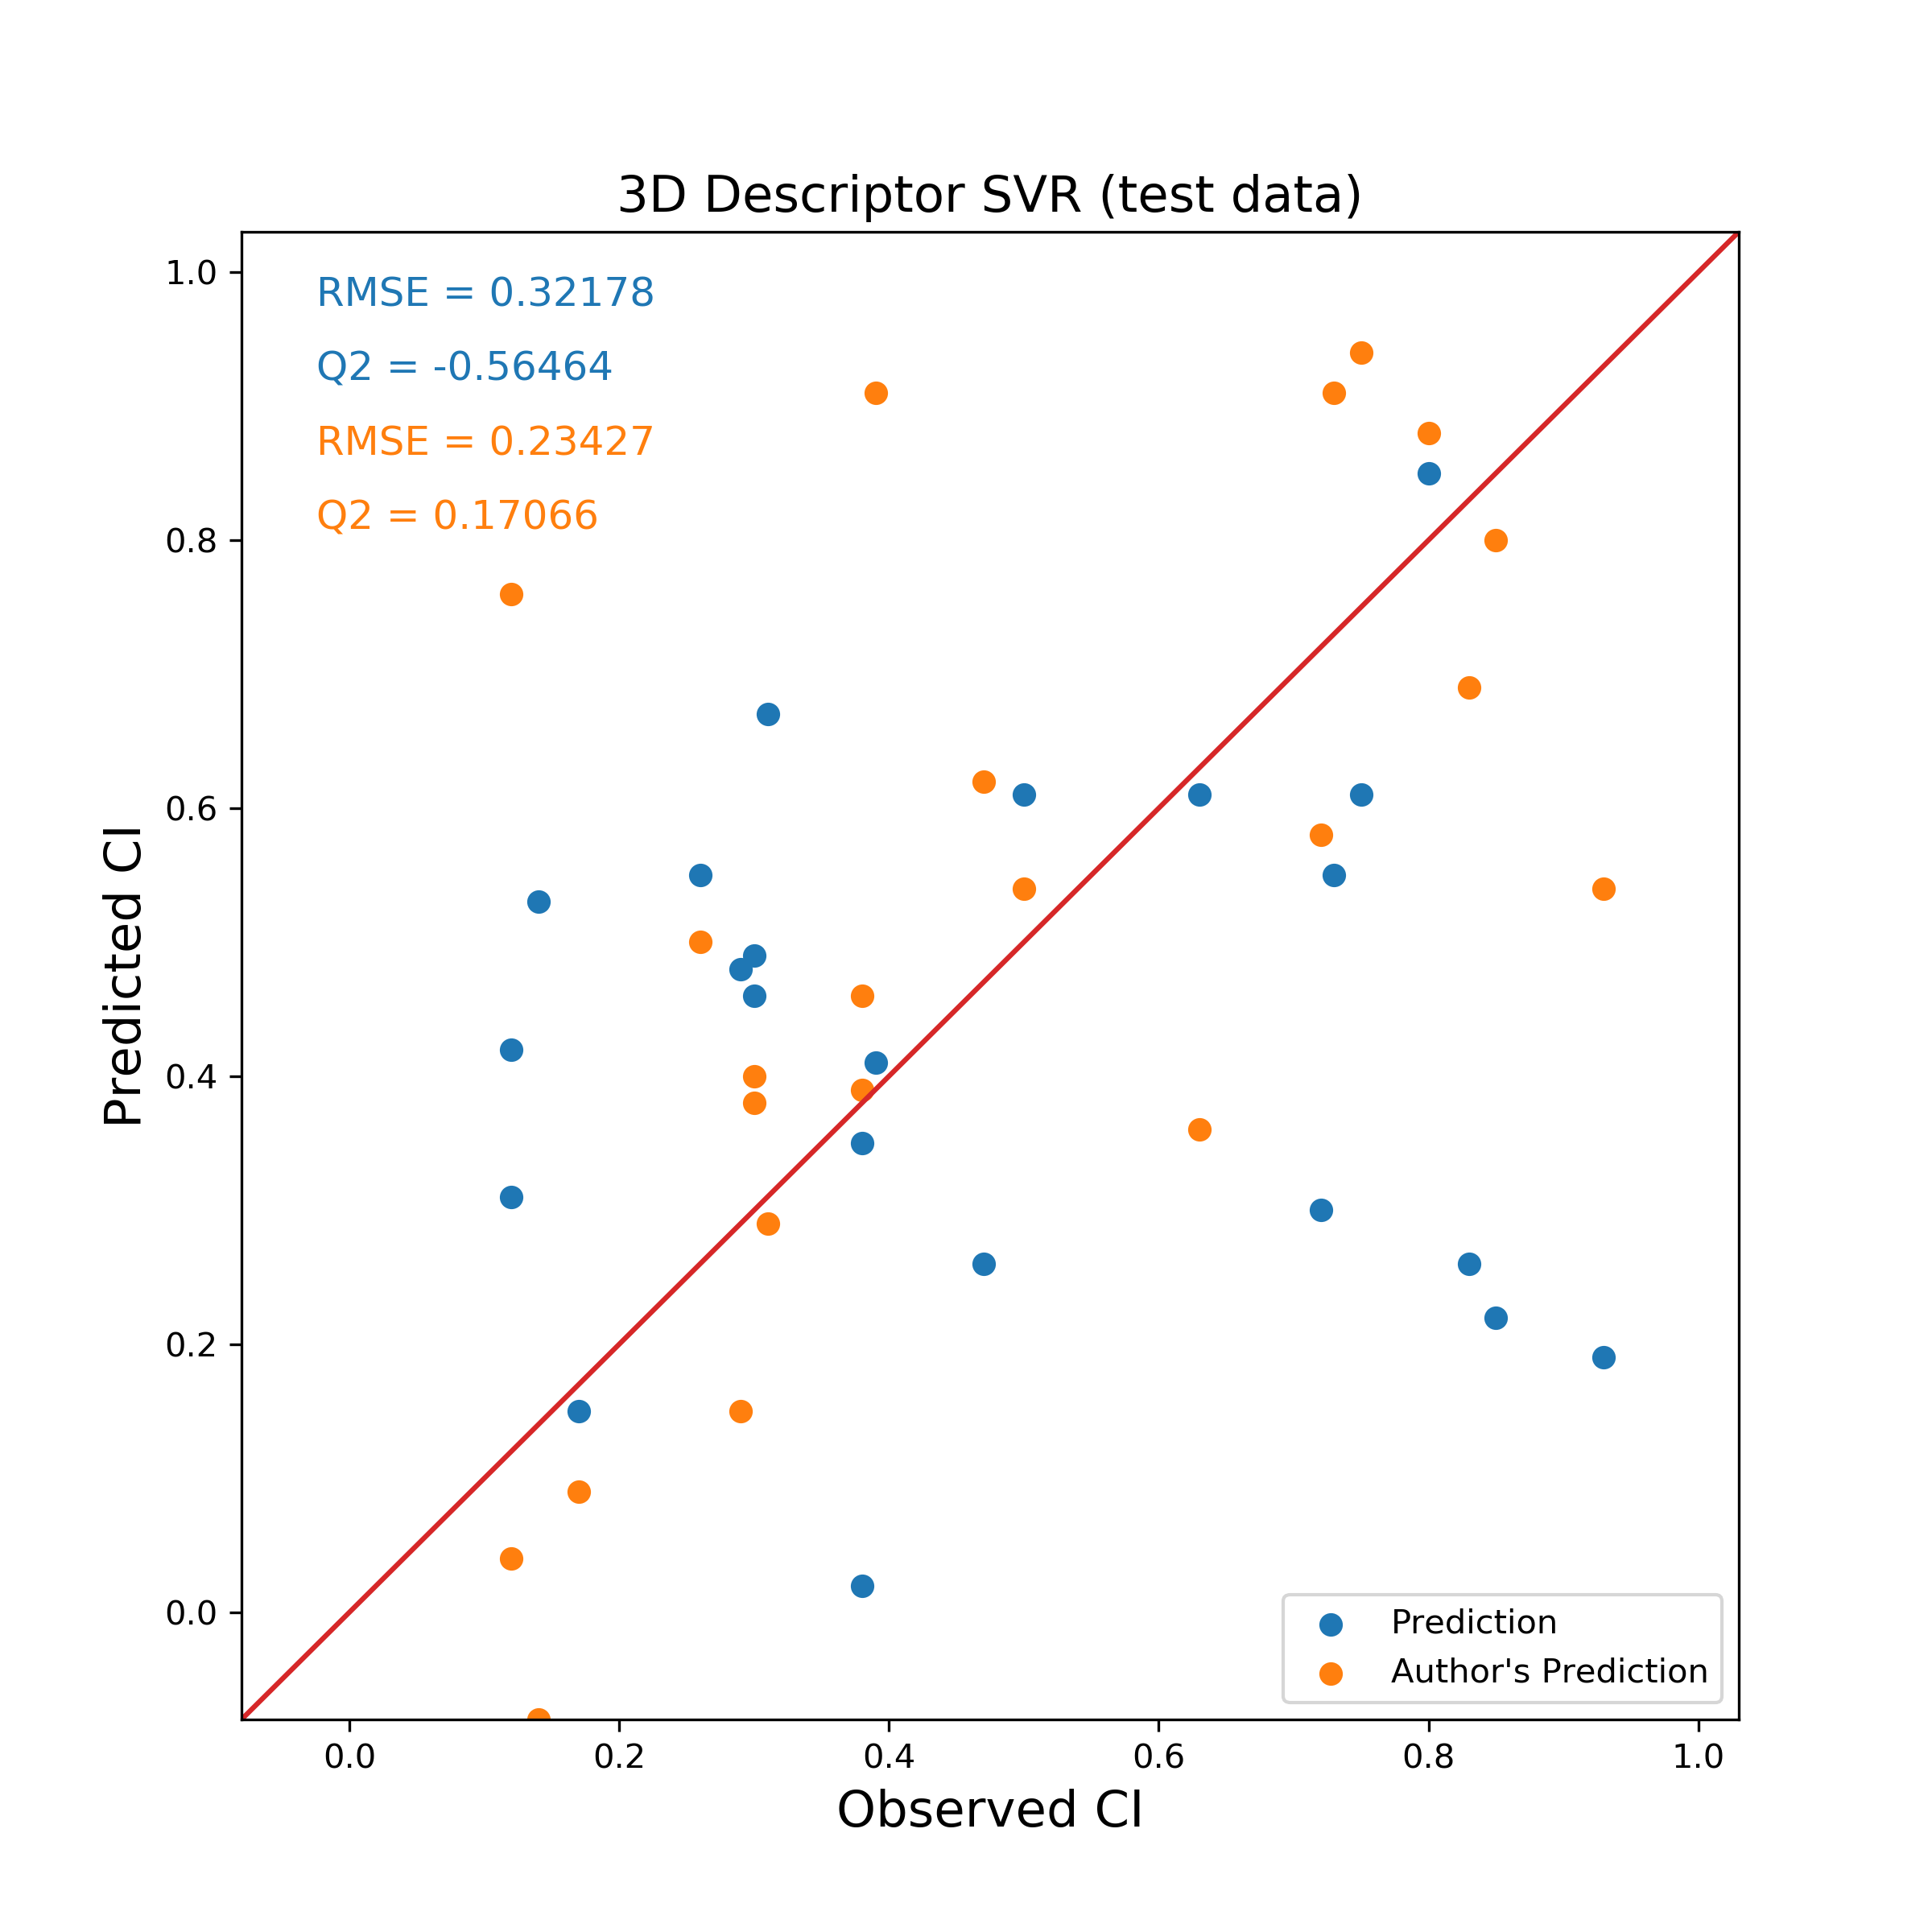 3D Descriptor SVR (test data)
RMSE = 0.32178
Q2 = -0.56464
RMSE = 0.23427
Q2 = 0.17066
1.0
0.8
0.6
0.4
0.2
0.0
Predicted CI
Prediction
Author's Prediction
0.0 0.2 0.4 0.6 0.8 1.0
Observed CI